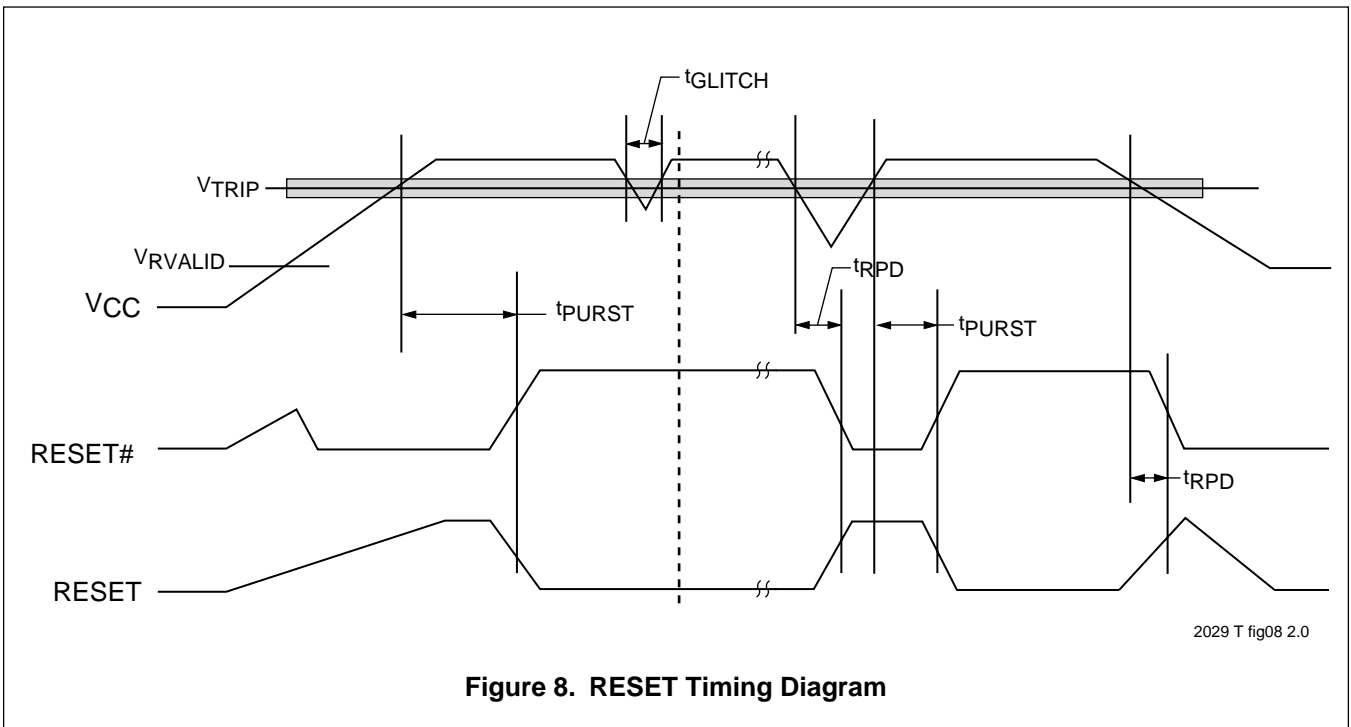 tGLITCH
VTRIP
VRVALID
tRPD
VCC
tPURST
tPURST
RESET#
tRPD
RESET
2029 T fig08 2.0
Figure 8. RESET Timing Diagram